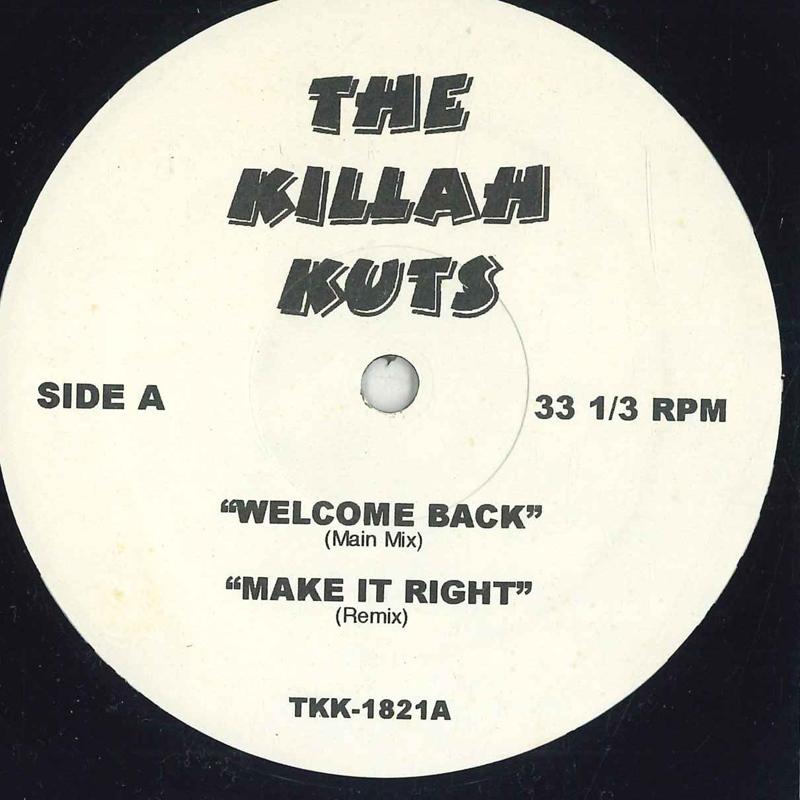 THE
KILLAH
KUTS
SIDE A
33 1/3 RPM
“WELCOME BACK”
(Main Mix)
“MAKE IT RIGHT”
(Remix)
TKK-1821A